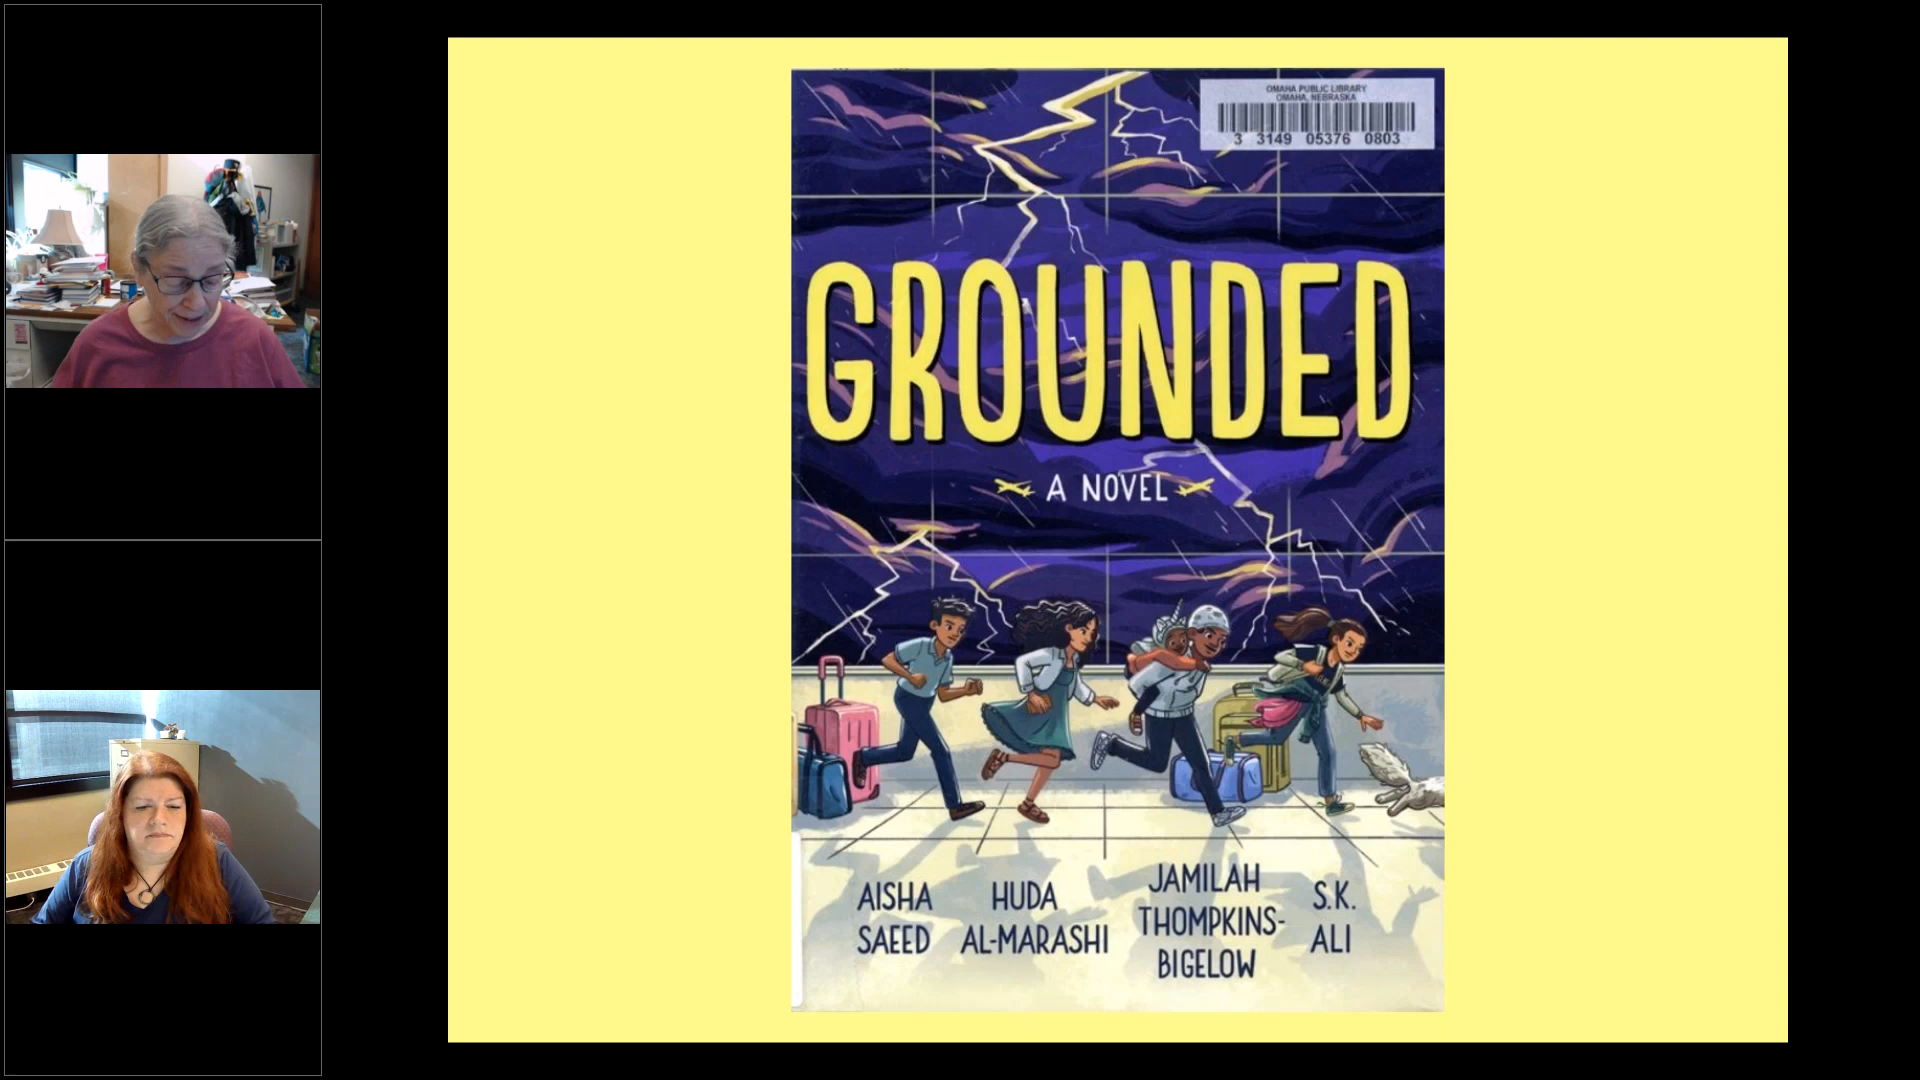 OMAHA PUBLIC LIBRARY
OMAHA, NEBRASKA
3 3149 05376 0803
GROUNDED
A NOVEL
AISHA
SAEED
HUDA
AL-MARASHI
JAMILAH
THOMPKINS-
BIGELOW
S.K.
ALI